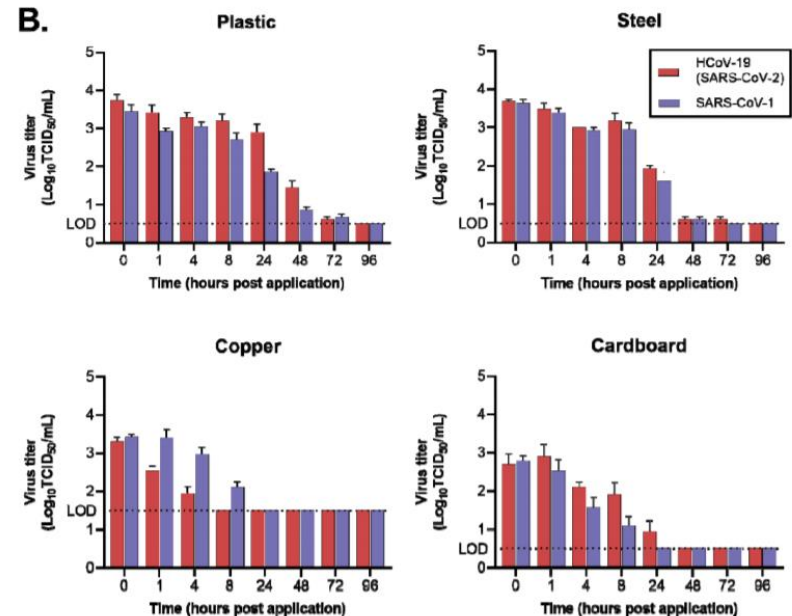 B.
Plastic
Virus titer
(Log10TCID50/mL)
5
4
3
2
1
LOD
0
0 1 4 8 24 48 72 96
Time (hours post application)
Steel
HCoV-19
(SARS-CoV-2)
SARS-CoV-1
Virus titer
(Log10TCID50/mL)
5
4
3
2
1
LOD
0
0 1 4 8 24 48 72 96
Time (hours post application)
Copper
Virus titer
(Log10TCID50/mL)
5
4
3
2
LOD
1
0
0 1 4 8 24 48 72 96
Time (hours post application)
Cardboard
Virus titer
(Log10TCID50/mL)
5
4
3
2
1
LOD
0
0 1 4 8 24 48 72 96
Time (hours post application)